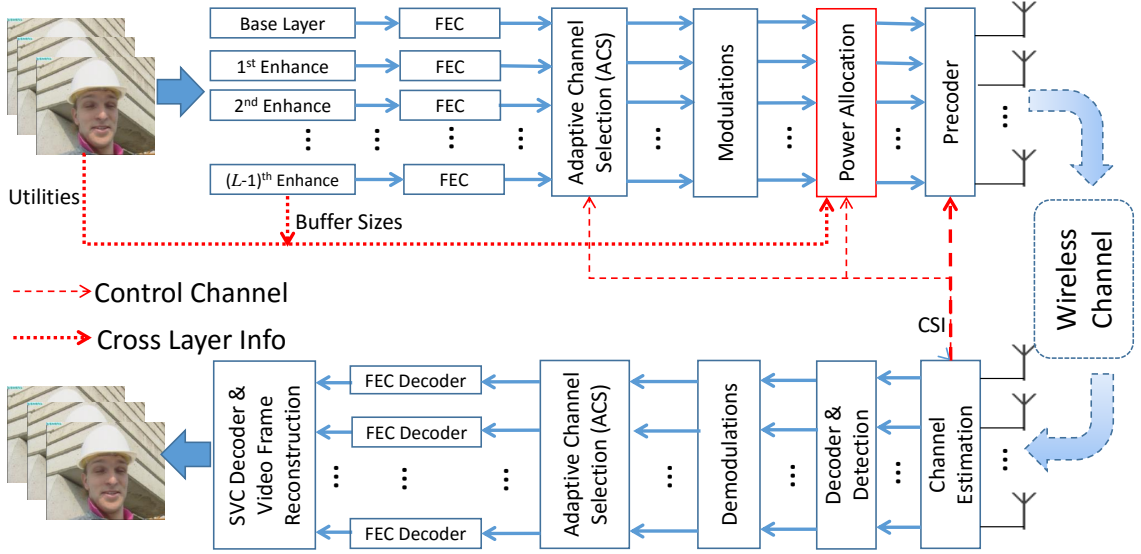 Base Layer
FEC
1st Enhance
FEC
2nd Enhance
FEC
(L-1)th Enhance
FEC
Adaptive Channel
Selection (ACS)
Modulations
Power Allocation
Precoder
Utilities
Buffer Sizes
Control Channel
Cross Layer Info
CSI
Wireless
Channel
SVC Decoder &
Video Frame
Reconstruction
FEC Decoder
FEC Decoder
FEC Decoder
Adaptive Channel
Selection (ACS)
Demodulations
Decoder &
Detection
Channel
Estimation